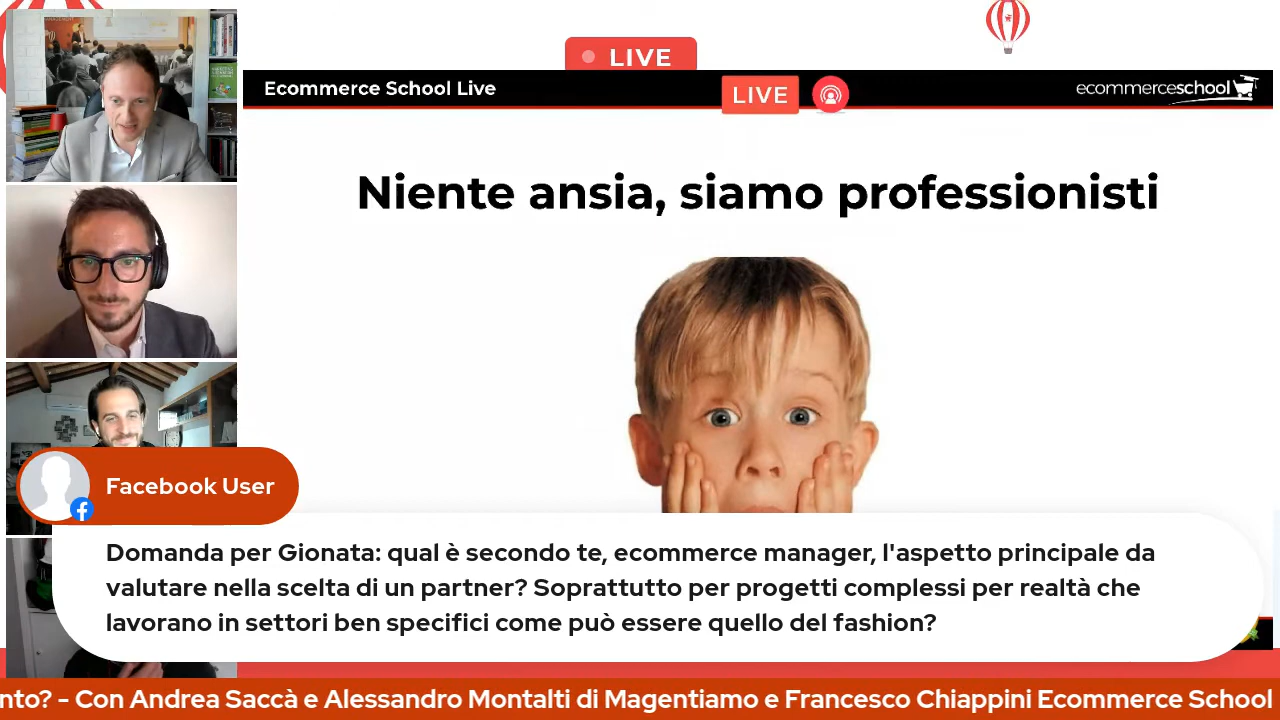 LIVE
Ecommerce School Live
LIVE
ecommerceschool
Niente ansia, siamo professionisti
Facebook User
Domanda per Gionata: qual è secondo te, ecommerce manager, l'aspetto principale da
valutare nella scelta di un partner? Soprattutto per progetti complessi per realtà che
lavorano in settori ben specifici come può essere quello del fashion?
nto? - Con Andrea Saccà e Alessandro Montalti di Magentiamo e Francesco Chiappini Ecommerce School